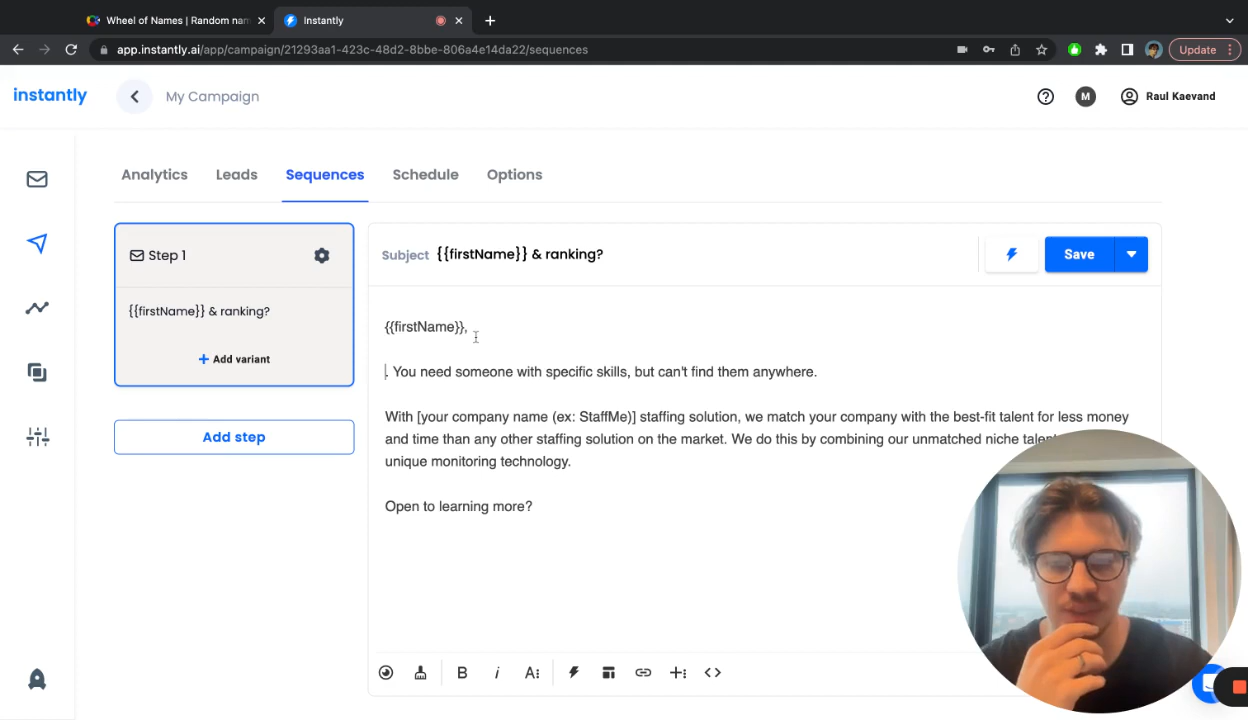 Wheel of Names | Random nam
Instantly
app.instantly.ai/app/campaign/21293aa1-423c-48d2-8bbe-806a4e14da22/sequences
Update
instantly
My Campaign
M
Raul Kaevand
Analytics
Leads
Sequences
Schedule
Options
Step 1
{{firstName}} & ranking?
Add variant
Add step
Subject {{firstName}} & ranking?
Save
{{firstName}},
. You need someone with specific skills, but can't find them anywhere.
With [your company name (ex: StaffMe)] staffing solution, we match your company with the best-fit talent for less money
and time than any other staffing solution on the market. We do this by combining our unmatched niche talent
unique monitoring technology.
Open to learning more?
B i A